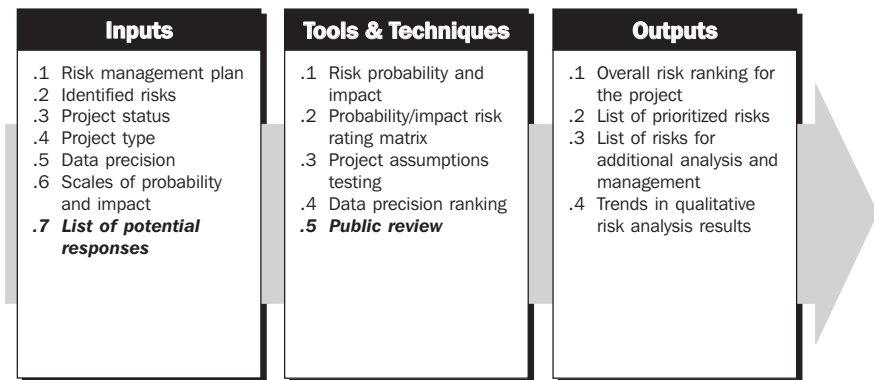 Inputs
.1 Risk management plan
.2 Identified risks
.3 Project status
.4 Project type
.5 Data precision
.6 Scales of probability
and impact
.7 List of potential
responses
Tools & Techniques
.1 Risk probability and
impact
.2 Probability/impact risk
rating matrix
.3 Project assumptions
testing
.4 Data precision ranking
.5 Public review
Outputs
.1 Overall risk ranking for
the project
.2 List of prioritized risks
.3 List of risks for
additional analysis and
management
.4 Trends in qualitative
risk analysis results